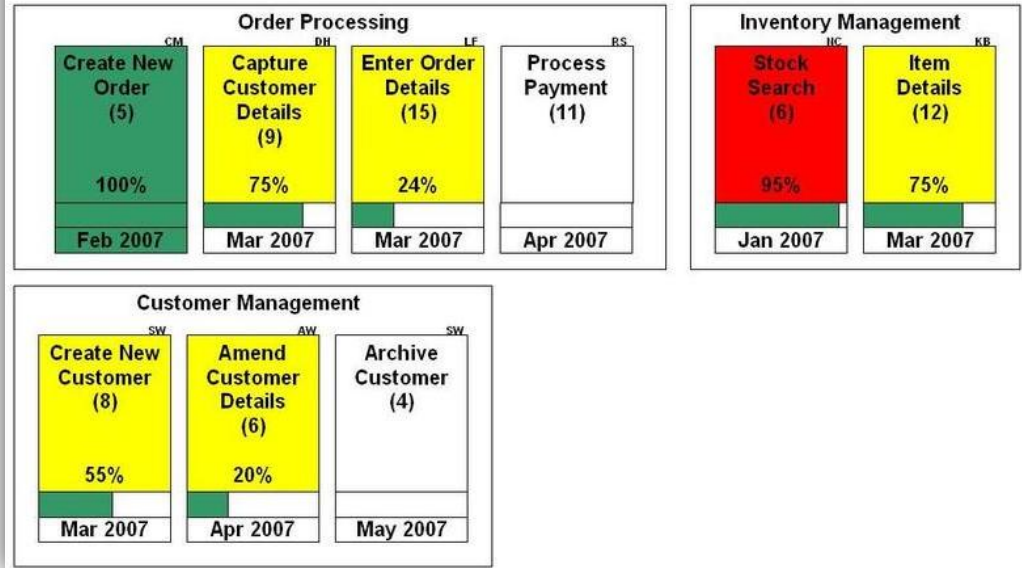 Order Processing
CM
Create New
Order
(5)
100%
Feb 2007
DH
Capture
Customer
Details
(9)
75%
Mar 2007
LF
Enter Order
Details
(15)
24%
Mar 2007
RS
Process
Payment
(11)
Apr 2007
Inventory Management
NC
Stock
Search
(6)
95%
Jan 2007
KB
Item
Details
(12)
75%
Mar 2007
Customer Management
SW
Create New
Customer
(8)
55%
Mar 2007
AW
Amend
Customer
Details
(6)
20%
Apr 2007
SW
Archive
Customer
(4)
May 2007